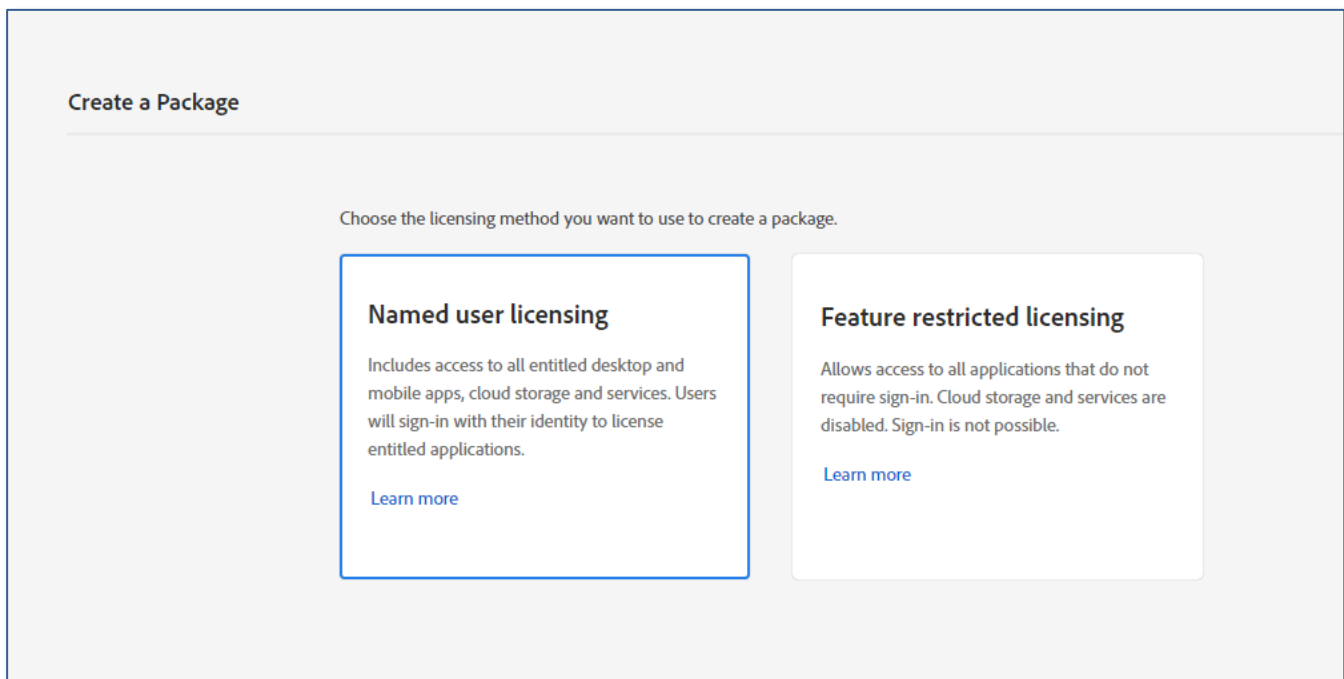 Create a Package
Choose the licensing method you want to use to create a package.
Named user licensing
Includes access to all entitled desktop and
mobile apps, cloud storage and services. Users
will sign-in with their identity to license
entitled applications.
Learn more
Feature restricted licensing
Allows access to all applications that do not
require sign-in. Cloud storage and services are
disabled. Sign-in is not possible.
Learn more